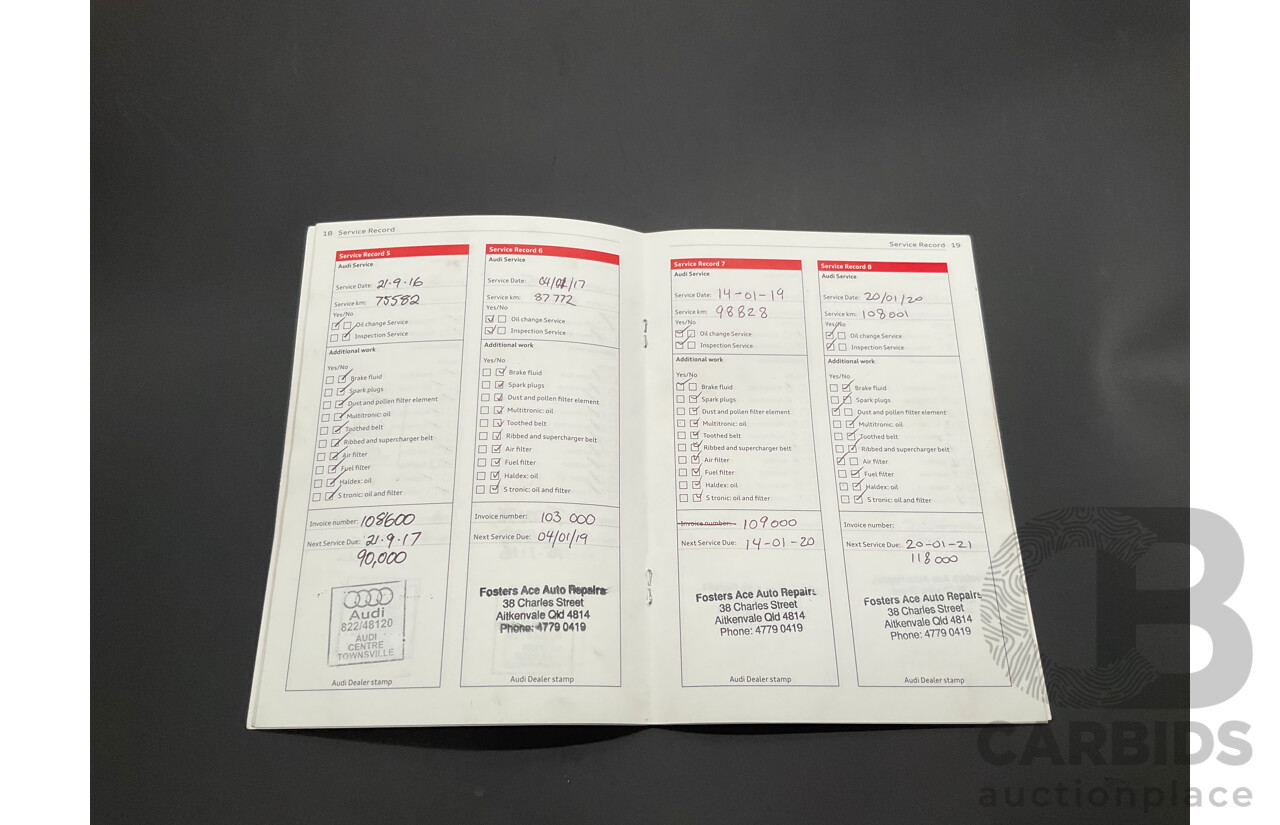 18 Service Record
Service Record 5
Audi Service
Service Date: 21·9·16
Service km: 75582
Yes/No
Oil change Service
Inspection Service
Additional work
Yes/No
Brake fluid
Spark plugs
Dust and pollen filter element
Multitronic: oil
Toothed belt
Ribbed and supercharger belt
Air filter
Fuel filter
Haldex: oil
S tronic: oil and filter
Invoice number: 108600
Next Service Due: 21·9·17
90,000
Audi
822/48120
AUDI
CENTRE
TOWNSVILLE
Audi Dealer stamp
Service Record 6
Audi Service
Service Date: 04/01/17
Service km: 87 772
Yes/No
Oil change Service
Inspection Service
Additional work
Yes/No
Brake fluid
Spark plugs
Dust and pollen filter element
Multitronic: oil
Toothed belt
Ribbed and supercharger belt
Air filter
Fuel filter
Haldex: oil
S tronic: oil and filter
Invoice number: 103 000
Next Service Due: 04/01/19
Fosters Ace Auto Repairs
38 Charles Street
Aitkenvale Qld 4814
Phone: 4779 0419
Audi Dealer stamp
Service Record 19
Service Record 7
Audi Service
Service Date: 14-01-19
Service km: 98828
Yes/No
Oil change Service
Inspection Service
Additional work
Yes/No
Brake fluid
Spark plugs
Dust and pollen filter element
Multitronic: oil
Toothed belt
Ribbed and supercharger belt
Air filter
Fuel filter
Haldex: oil
S tronic: oil and filter
Invoice number: 109000
Next Service Due: 14-01-20
Fosters Ace Auto Repairs
38 Charles Street
Aitkenvale Qld 4814
Phone: 4779 0419
Audi Dealer stamp
Service Record 8
Audi Service
Service Date: 20/01/20
Service km: 108001
Yes/No
Oil change Service
Inspection Service
Additional work
Yes/No
Brake fluid
Spark plugs
Dust and pollen filter element
Multitronic: oil
Toothed belt
Ribbed and supercharger belt
Air filter
Fuel filter
Haldex: oil
S tronic: oil and filter
Invoice number:
Next Service Due: 20-01-21
118000
Fosters Ace Auto Repairs
38 Charles Street
Aitkenvale Qld 4814
Phone: 4779 0419
Audi Dealer stamp
CB
CARBIDS
auctionplace